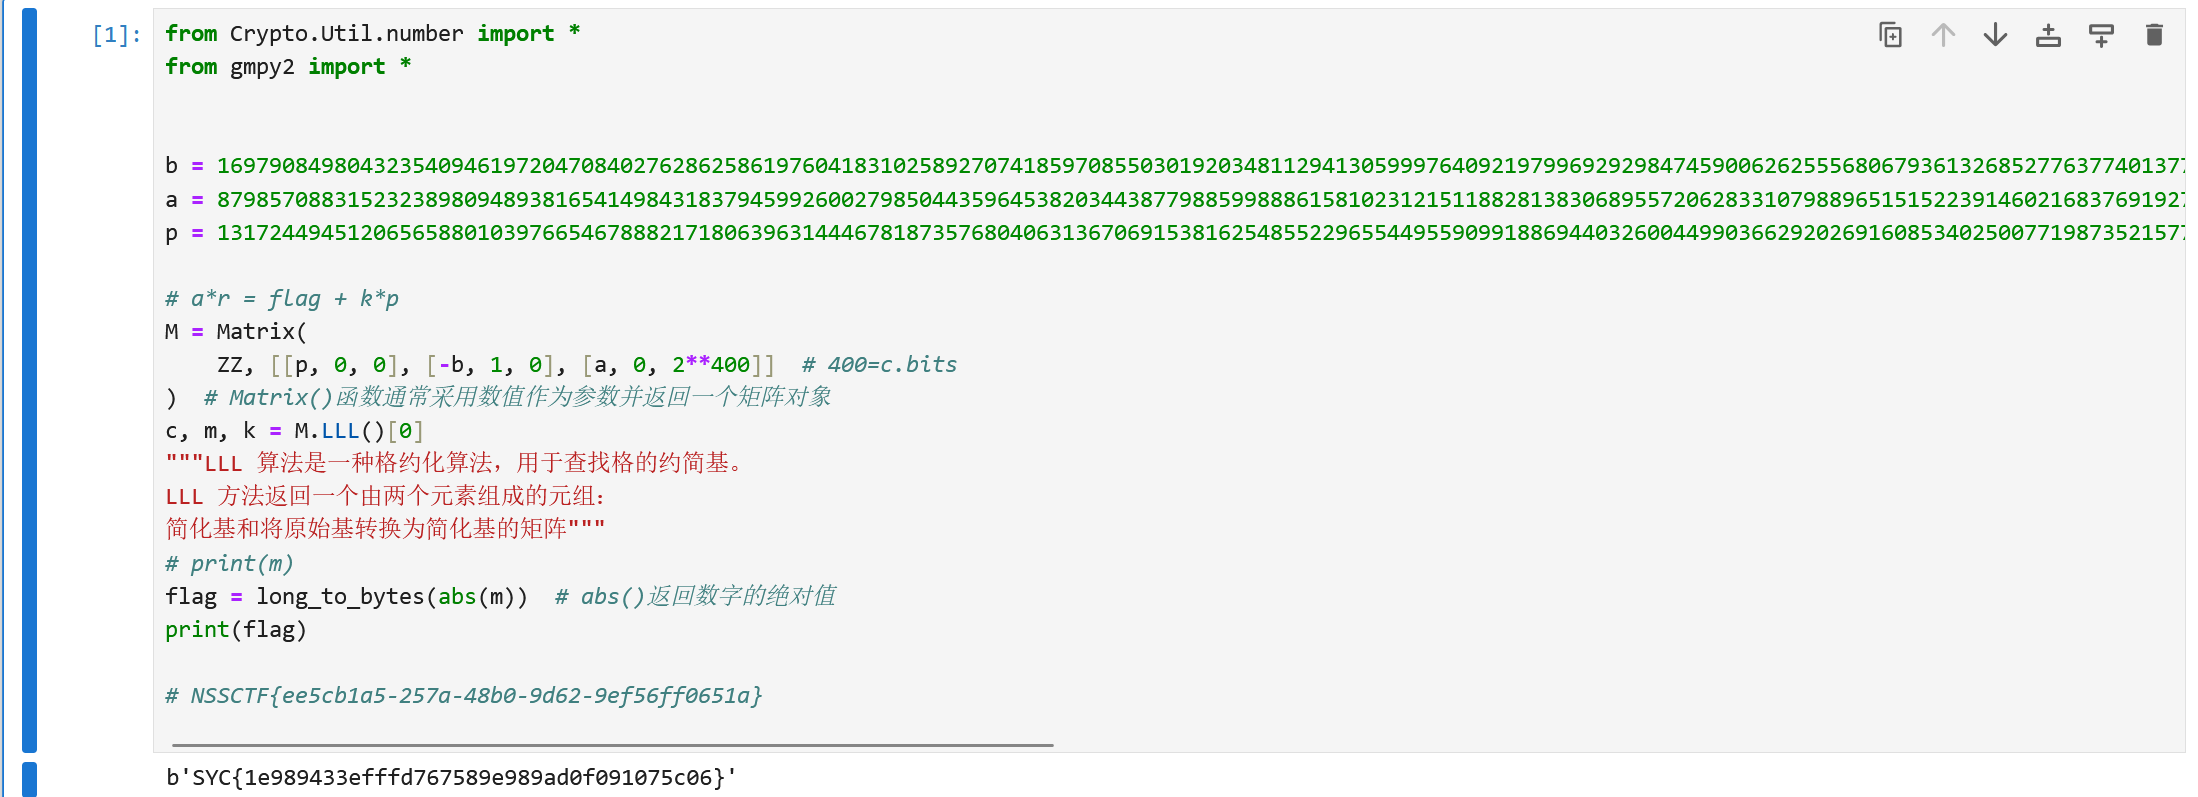 [1]:
from Crypto.Util.number import *
from gmpy2 import *
b = 16979084980432354094619720470840276286258619760418310258927074185970855030192034811294130599976409219799692929847459006262555680679361326852776377401377
a = 8798570883152323898094893816541498431837945992600279850443596453820344387798859988861581023121511882813830689557206283310798896515152239146021683769192
p = 13172449451206565880103976654678882171806396314446781873576804063136706915381625485522965544955909918869440326004499036629202691608534025007719873521577
# a*r = flag + k*p
M = Matrix(
ZZ, [[p, 0, 0], [-b, 1, 0], [a, 0, 2**400]] # 400=c.bits
) # Matrix()函数通常采用数值作为参数并返回一个矩阵对象
c, m, k = M.LLL()[0]
"""LLL 算法是一种格约化算法，用于查找格的约简基。
LLL 方法返回一个由两个元素组成的元组：
简化基和将原始基转换为简化基的矩阵"""
# print(m)
flag = long_to_bytes(abs(m)) # abs()返回数字的绝对值
print(flag)
# NSSCTF{ee5cb1a5-257a-48b0-9d62-9ef56ff0651a}
b'SYC{1e989433efffd767589e989ad0f091075c06}'